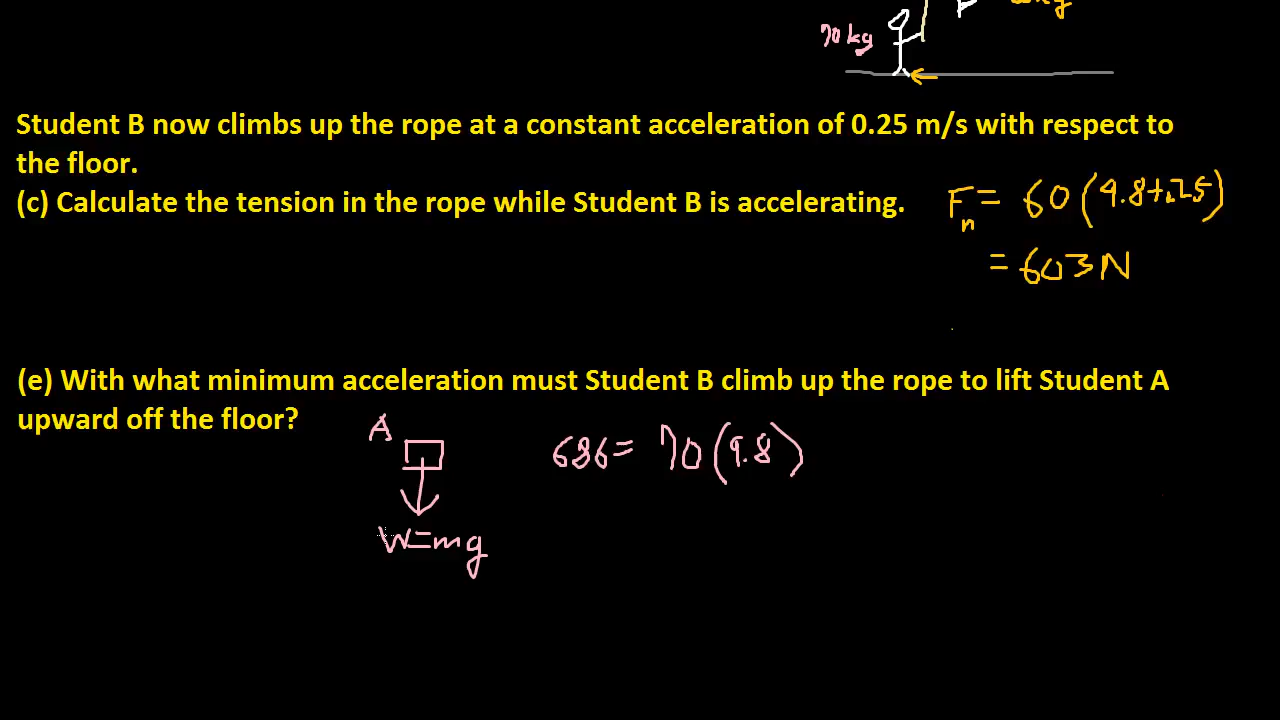 70 kg
Student B now climbs up the rope at a constant acceleration of 0.25 m/s with respect to
the floor.
(c) Calculate the tension in the rope while Student B is accelerating.
Fn = 60(9.8+.25)
= 603N
(e) With what minimum acceleration must Student B climb up the rope to lift Student A
upward off the floor?
A
686 = 70(9.8)
W=mg